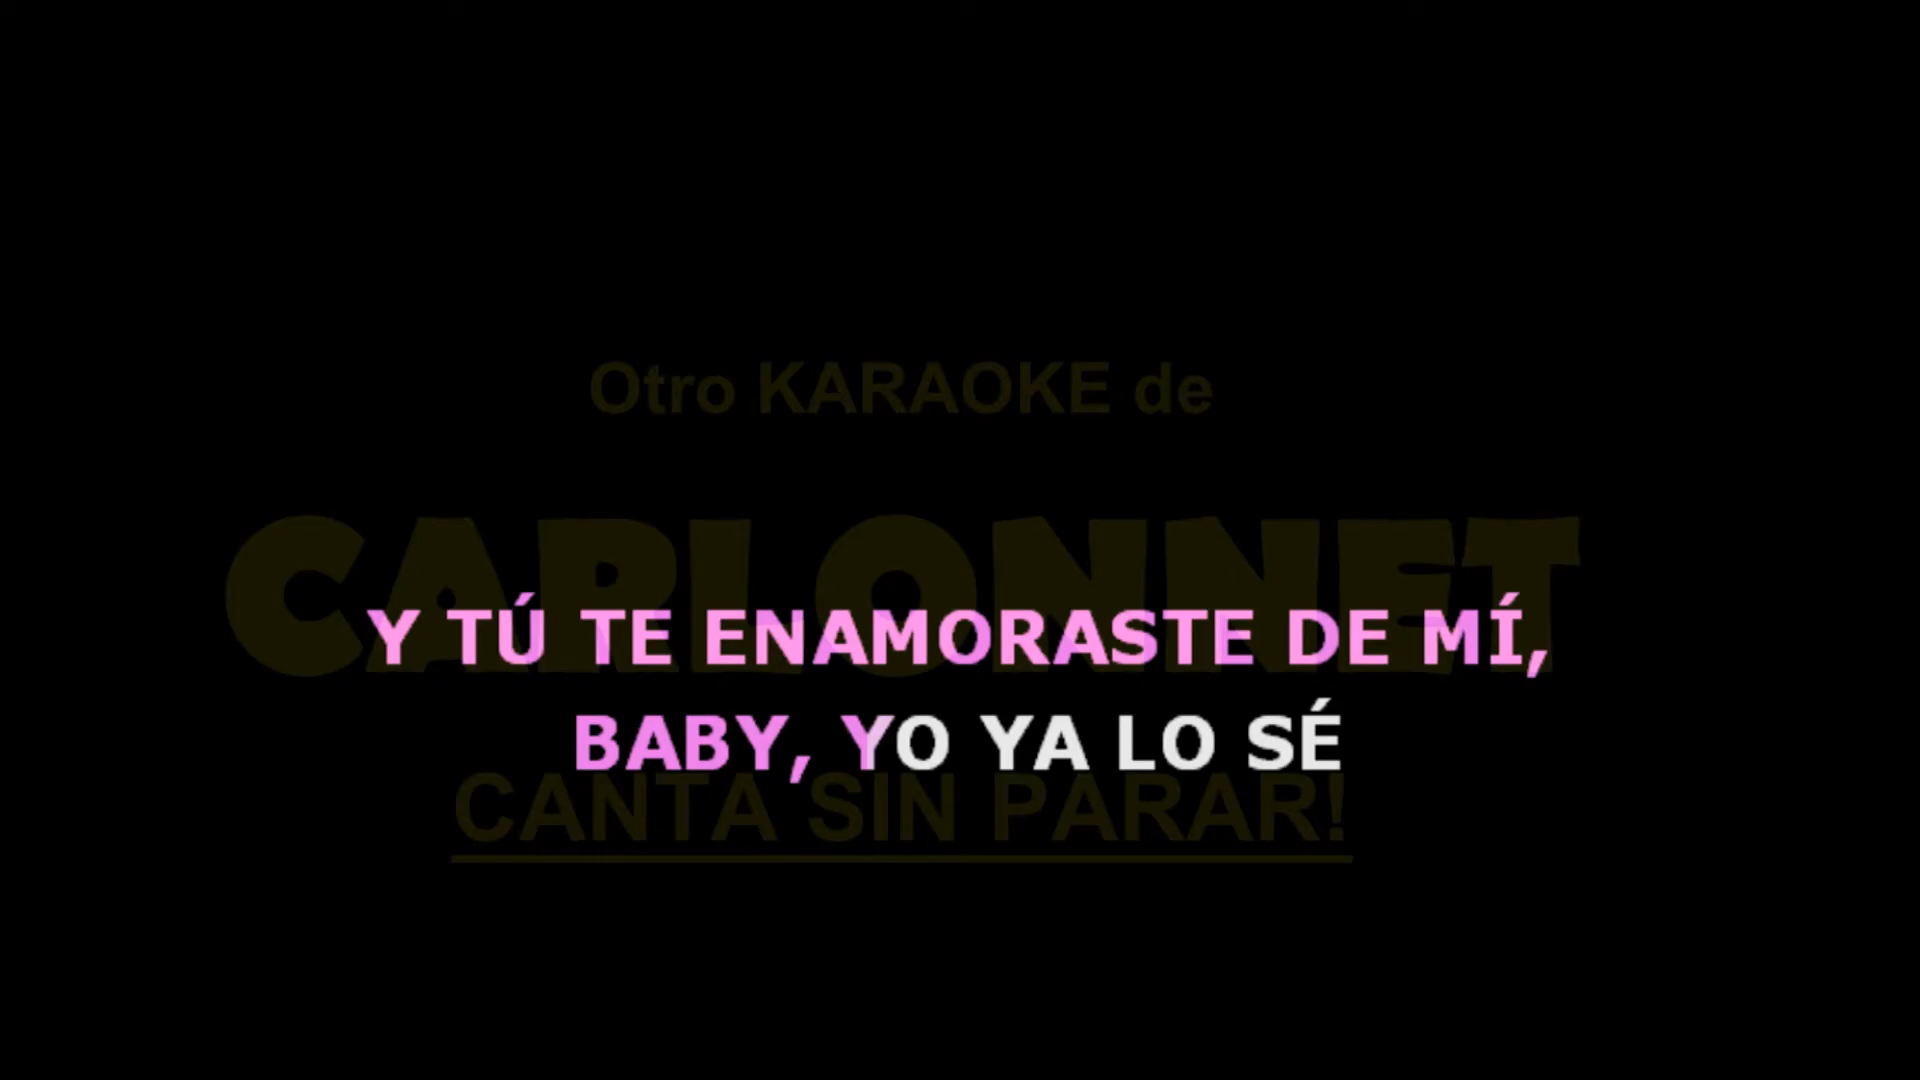 Otro KARAOKE de
CARLONNET
Y TÚ TE ENAMORASTE DE MÍ,
BABY, YO YA LO SÉ
CANTA SIN PARAR!